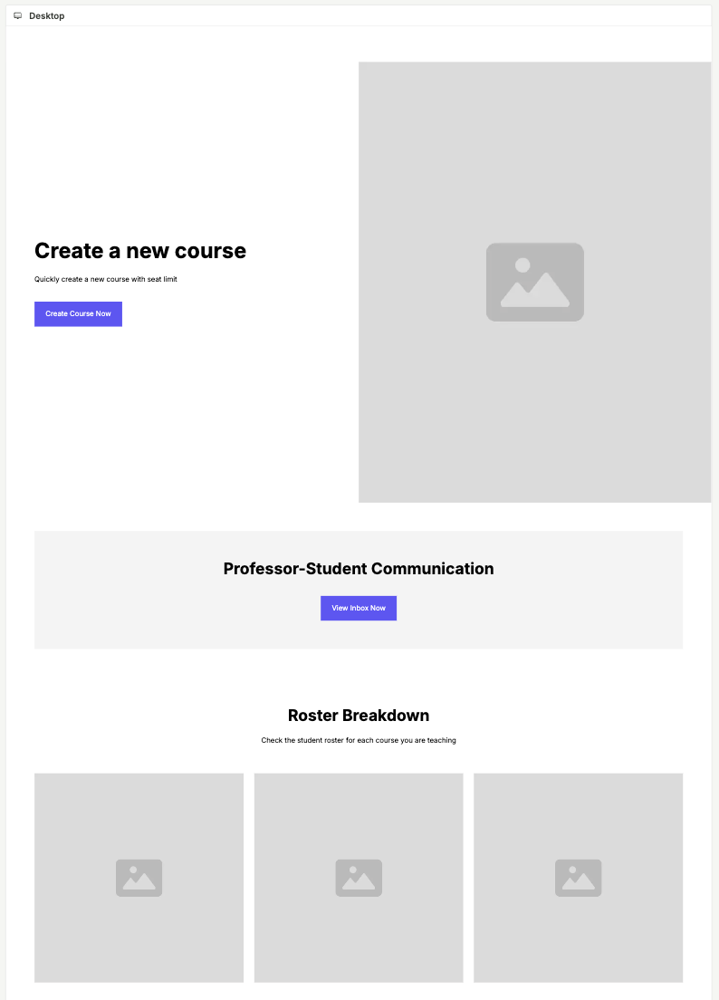 Desktop
Create a new course
Quickly create a new course with seat limit
Create Course Now
Professor-Student Communication
View Inbox Now
Roster Breakdown
Check the student roster for each course you are teaching